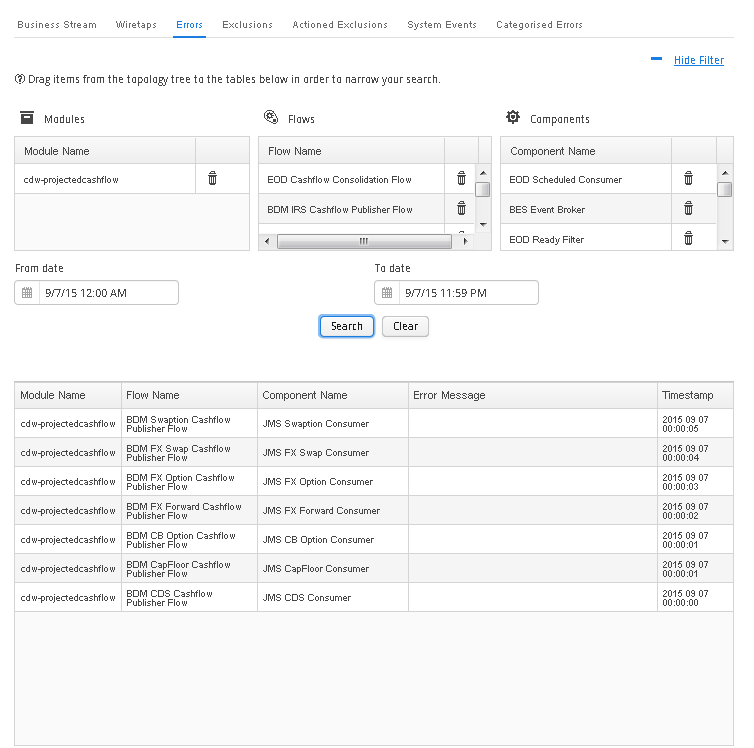 Business Stream Wiretaps Errors Exclusions Actioned Exclusions System Events Categorised Errors
Hide Filter
Drag items from the topology tree to the tables below in order to narrow your search.
Modules Flows Components
Module Name Flow Name Component Name
cdw-projectedcashflow EOD Cashflow Consolidation Flow EOD Scheduled Consumer
BDM IRS Cashflow Publisher Flow BES Event Broker
EOD Ready Filter
From date To date
9/7/15 12:00 AM 9/7/15 11:59 PM
Search Clear
Module Name Flow Name Component Name Error Message Timestamp
cdw-projectedcashflow BDM Swaption Cashflow Publisher Flow JMS Swaption Consumer 2015 09 07 00:00:05
cdw-projectedcashflow BDM FX Swap Cashflow Publisher Flow JMS FX Swap Consumer 2015 09 07 00:00:04
cdw-projectedcashflow BDM FX Option Cashflow Publisher Flow JMS FX Option Consumer 2015 09 07 00:00:03
cdw-projectedcashflow BDM FX Forward Cashflow Publisher Flow JMS FX Forward Consumer 2015 09 07 00:00:02
cdw-projectedcashflow BDM CB Option Cashflow Publisher Flow JMS CB Option Consumer 2015 09 07 00:00:01
cdw-projectedcashflow BDM CapFloor Cashflow Publisher Flow JMS CapFloor Consumer 2015 09 07 00:00:01
cdw-projectedcashflow BDM CDS Cashflow Publisher Flow JMS CDS Consumer 2015 09 07 00:00:00